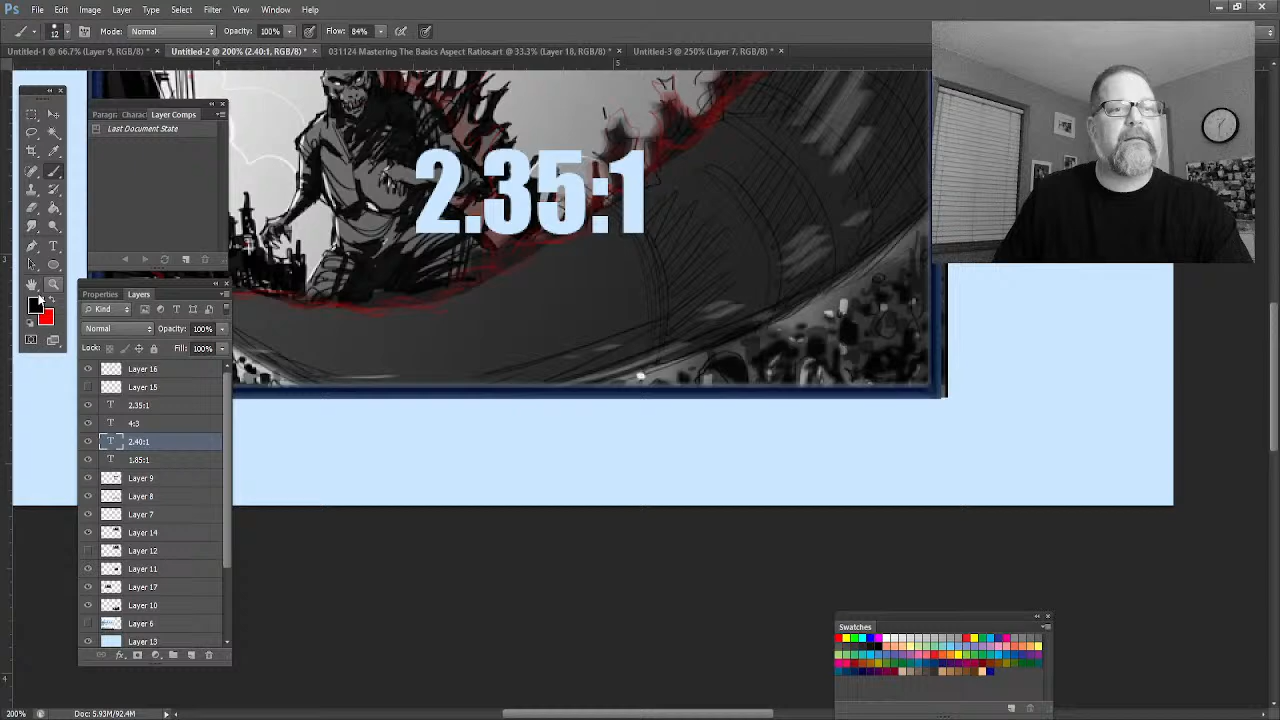 Ps File Edit Image Layer Type Select Filter View Window Help
12 Mode: Normal Opacity: 100% Flow: 84%
Untitled-1 @ 66.7% (Layer 9, RGB/8) * × Untitled-2 @ 200% (2.40:1, RGB/8) * × 031124 Mastering The Basics Aspect Ratios.art @ 33.3% (Layer 18, RGB/8) * × Untitled-3 @ 250% (Layer 7, RGB/8) * ×
4 5
Paragr Charac Layer Comps
Last Document State
2.35:1
3
Properties Layers
Kind
Normal Opacity: 100%
Lock: Fill: 100%
Layer 16
Layer 15
T 2.35:1
T 4:3
T 2.40:1
T 1.85:1
Layer 9
Layer 8
Layer 7
Layer 14
Layer 12
Layer 11
Layer 17
Layer 10
Layer 6
Layer 13
fx
Swatches
4
200% Doc: 5.93M/92.4M